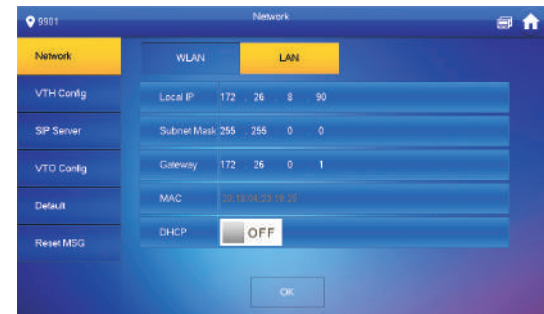 9901
Network
Network
WLAN
LAN
VTH Config
SIP Server
VTO Config
Default
Reset MSG
Local IP 172 . 26 . 8 . 90
Subnet Mask 255 . 255 . 0 . 0
Gateway 172 . 26 . 0 . 1
MAC
DHCP OFF
OK